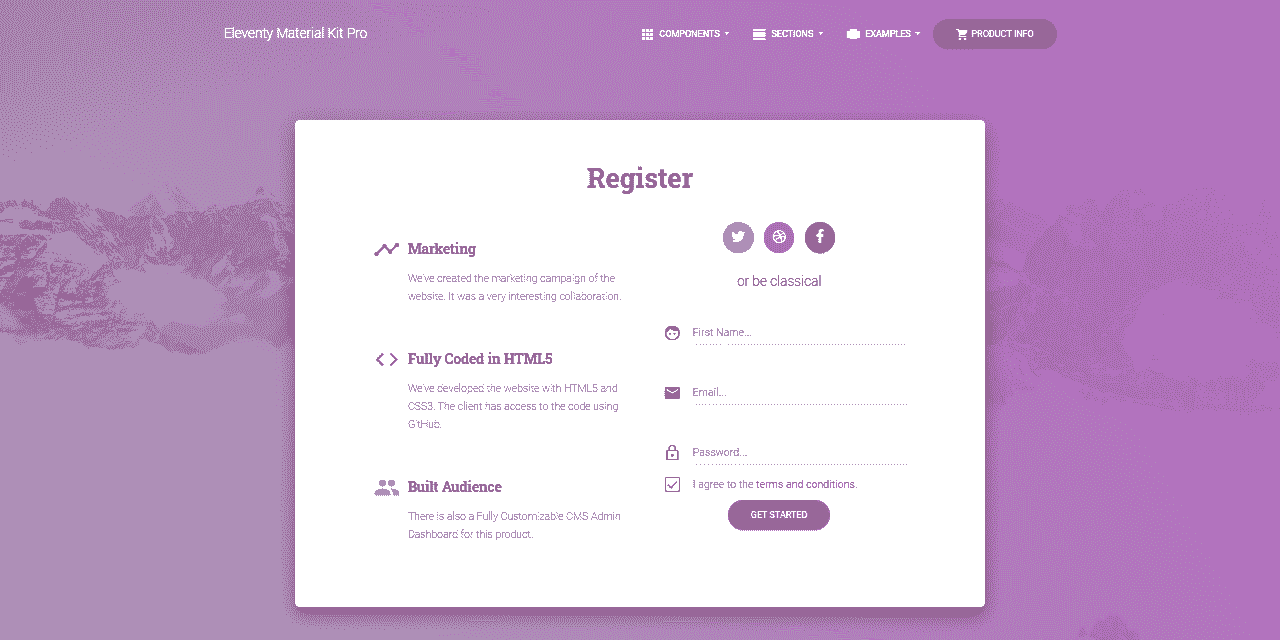 Eleventy Material Kit Pro
COMPONENTS
SECTIONS
EXAMPLES
PRODUCT INFO
Register
Marketing
We've created the marketing campaign of the
website. It was a very interesting collaboration.
Fully Coded in HTML5
We've developed the website with HTML5 and
CSS3. The client has access to the code using
GitHub.
Built Audience
There is also a Fully Customizable CMS Admin
Dashboard for this product.
or be classical
First Name...
Email...
Password...
I agree to the terms and conditions.
GET STARTED